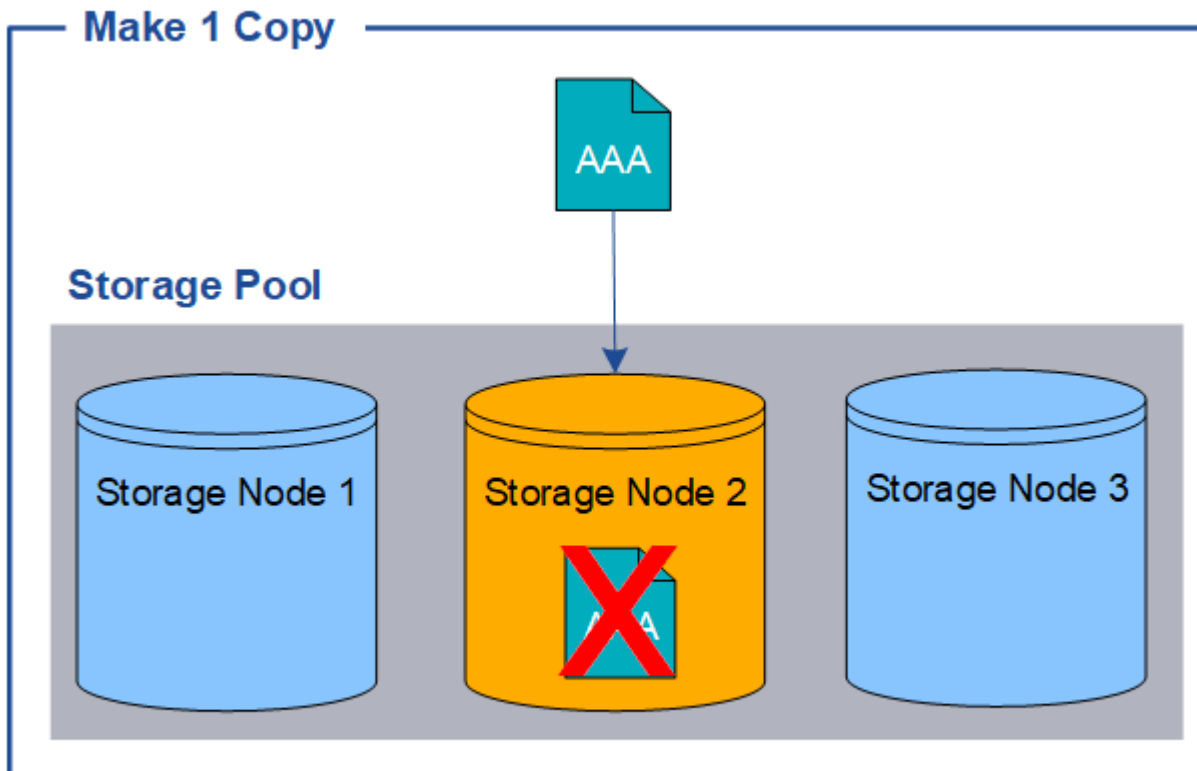 Make 1 Copy
AAA
Storage Pool
Storage Node 1
Storage Node 2
Storage Node 3